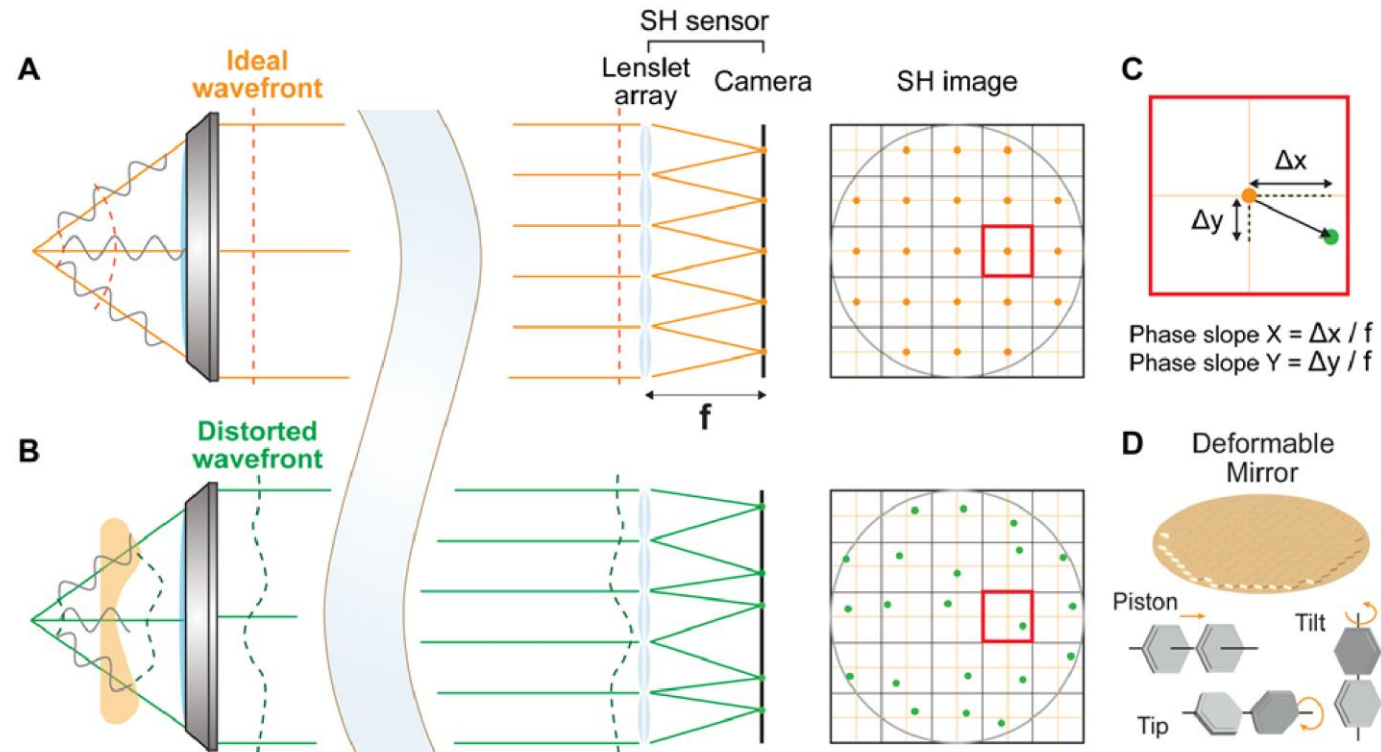 A
Ideal
wavefront
SH sensor
Lenslet
array
Camera
SH image
f
C
Δx
Δy
Phase slope X = Δx / f
Phase slope Y = Δy / f
B
Distorted
wavefront
D
Deformable
Mirror
Piston
Tilt
Tip